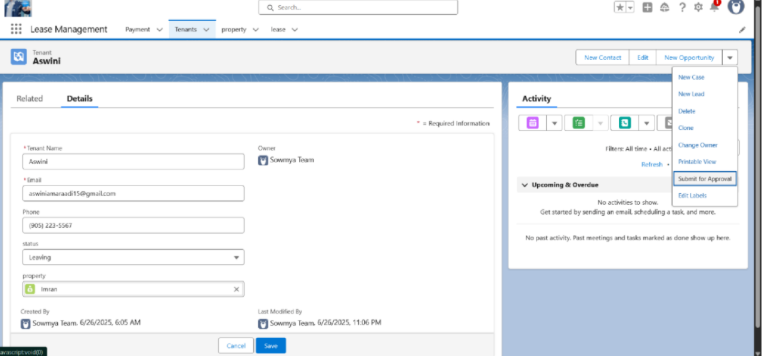 Search...
Lease Management Payment Tenants property lease
Tenant
Aswini
New Contact Edit New Opportunity
New Case
New Lead
Delete
Clone
Change Owner
Printable View
Submit for Approval
Edit Labels
Related Details
* = Required Information
*Tenant Name
Aswini
Owner
Sowmya Team
*Email
aswiniamaraadi15@gmail.com
Phone
(905) 223-5567
status
Leaving
property
Imran
Created By
Sowmya Team, 6/26/2025, 6:05 AM
Last Modified By
Sowmya Team, 6/26/2025, 11:06 PM
Cancel Save
Activity
Filters: All time • All act
Refresh •
Upcoming & Overdue
No activities to show.
Get started by sending an email, scheduling a task, and more.
No past activity. Past meetings and tasks marked as done show up here.
avascript:void(0)